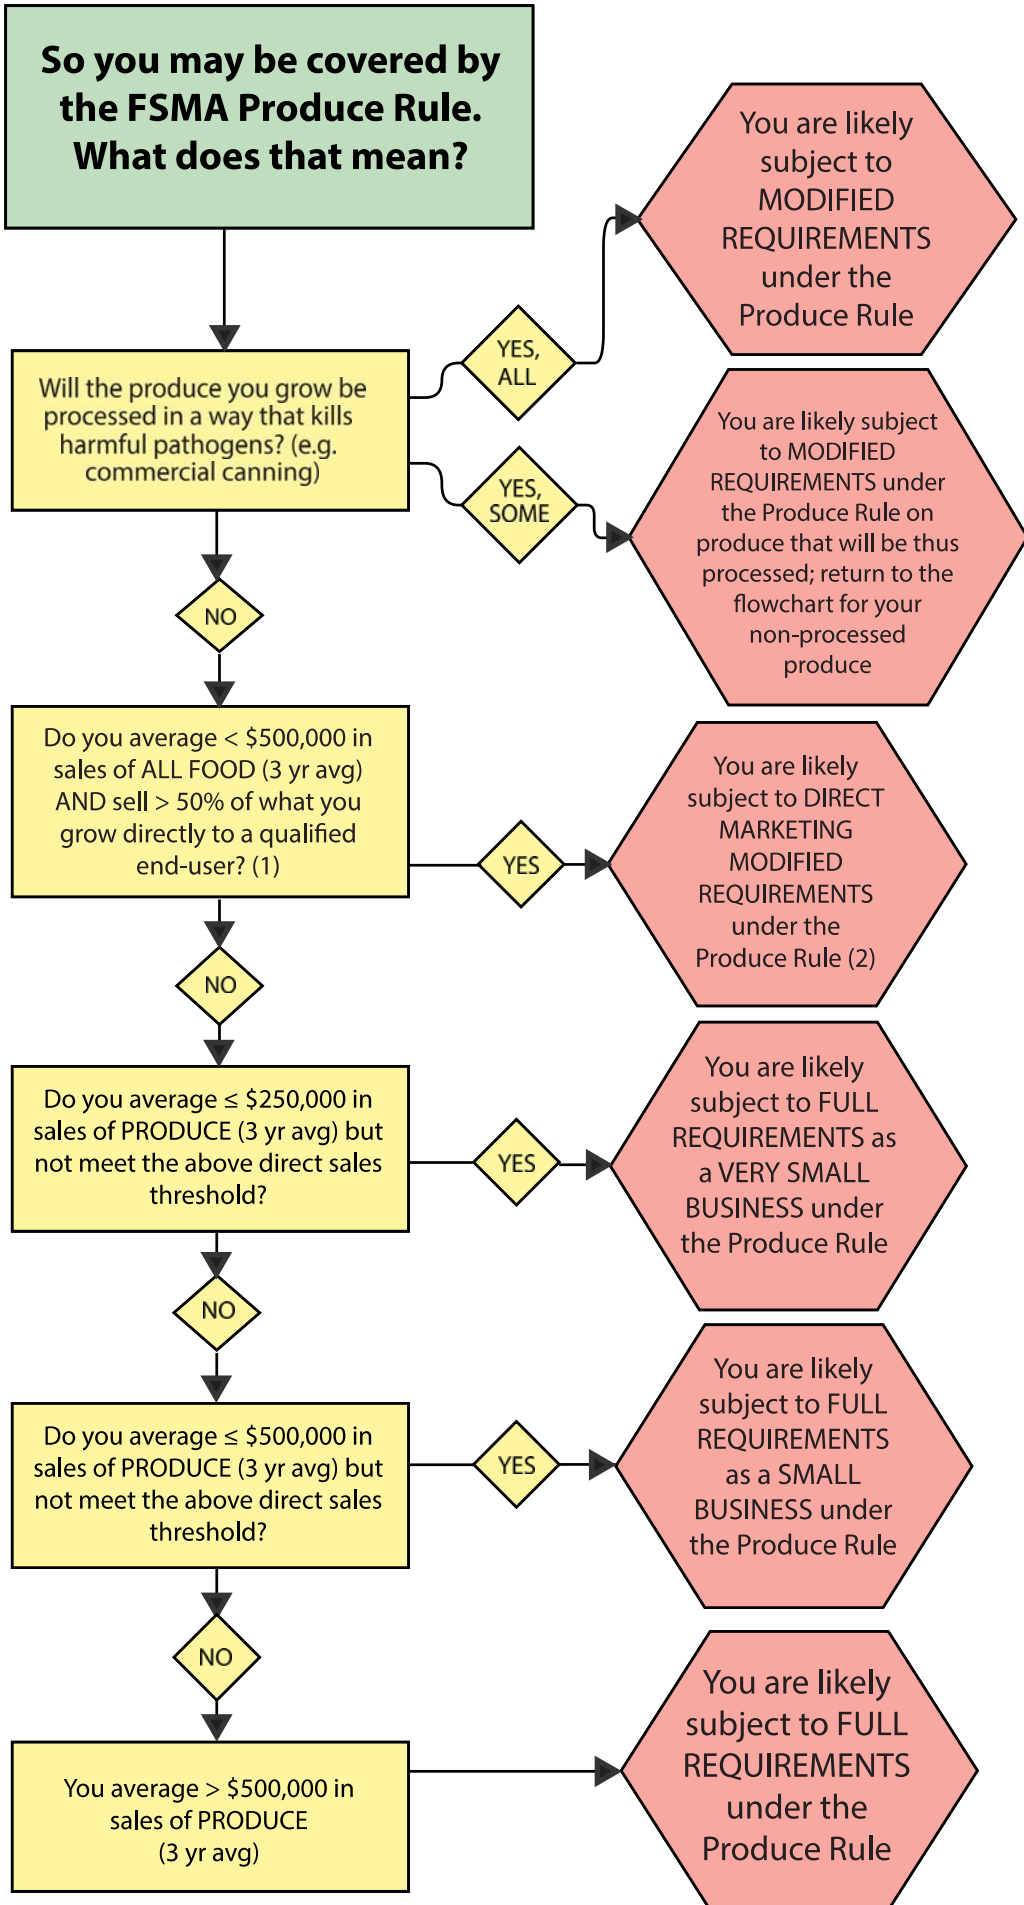 So you may be covered by
the FSMA Produce Rule.
What does that mean?
You are likely
subject to
MODIFIED
REQUIREMENTS
under the
Produce Rule
Will the produce you grow be
processed in a way that kills
harmful pathogens? (e.g.
commercial canning)
YES,
ALL
YES,
SOME
You are likely subject
to MODIFIED
REQUIREMENTS under
the Produce Rule on
produce that will be thus
processed; return to the
flowchart for your
non-processed
produce
NO
Do you average < $500,000 in
sales of ALL FOOD (3 yr avg)
AND sell > 50% of what you
grow directly to a qualified
end-user? (1)
YES
You are likely
subject to DIRECT
MARKETING
MODIFIED
REQUIREMENTS
under the
Produce Rule (2)
NO
Do you average ≤ $250,000 in
sales of PRODUCE (3 yr avg) but
not meet the above direct sales
threshold?
YES
You are likely
subject to FULL
REQUIREMENTS as
a VERY SMALL
BUSINESS under
the Produce Rule
NO
Do you average ≤ $500,000 in
sales of PRODUCE (3 yr avg) but
not meet the above direct sales
threshold?
YES
You are likely
subject to FULL
REQUIREMENTS
as a SMALL
BUSINESS under
the Produce Rule
NO
You average > $500,000 in
sales of PRODUCE
(3 yr avg)
You are likely
subject to FULL
REQUIREMENTS
under the
Produce Rule